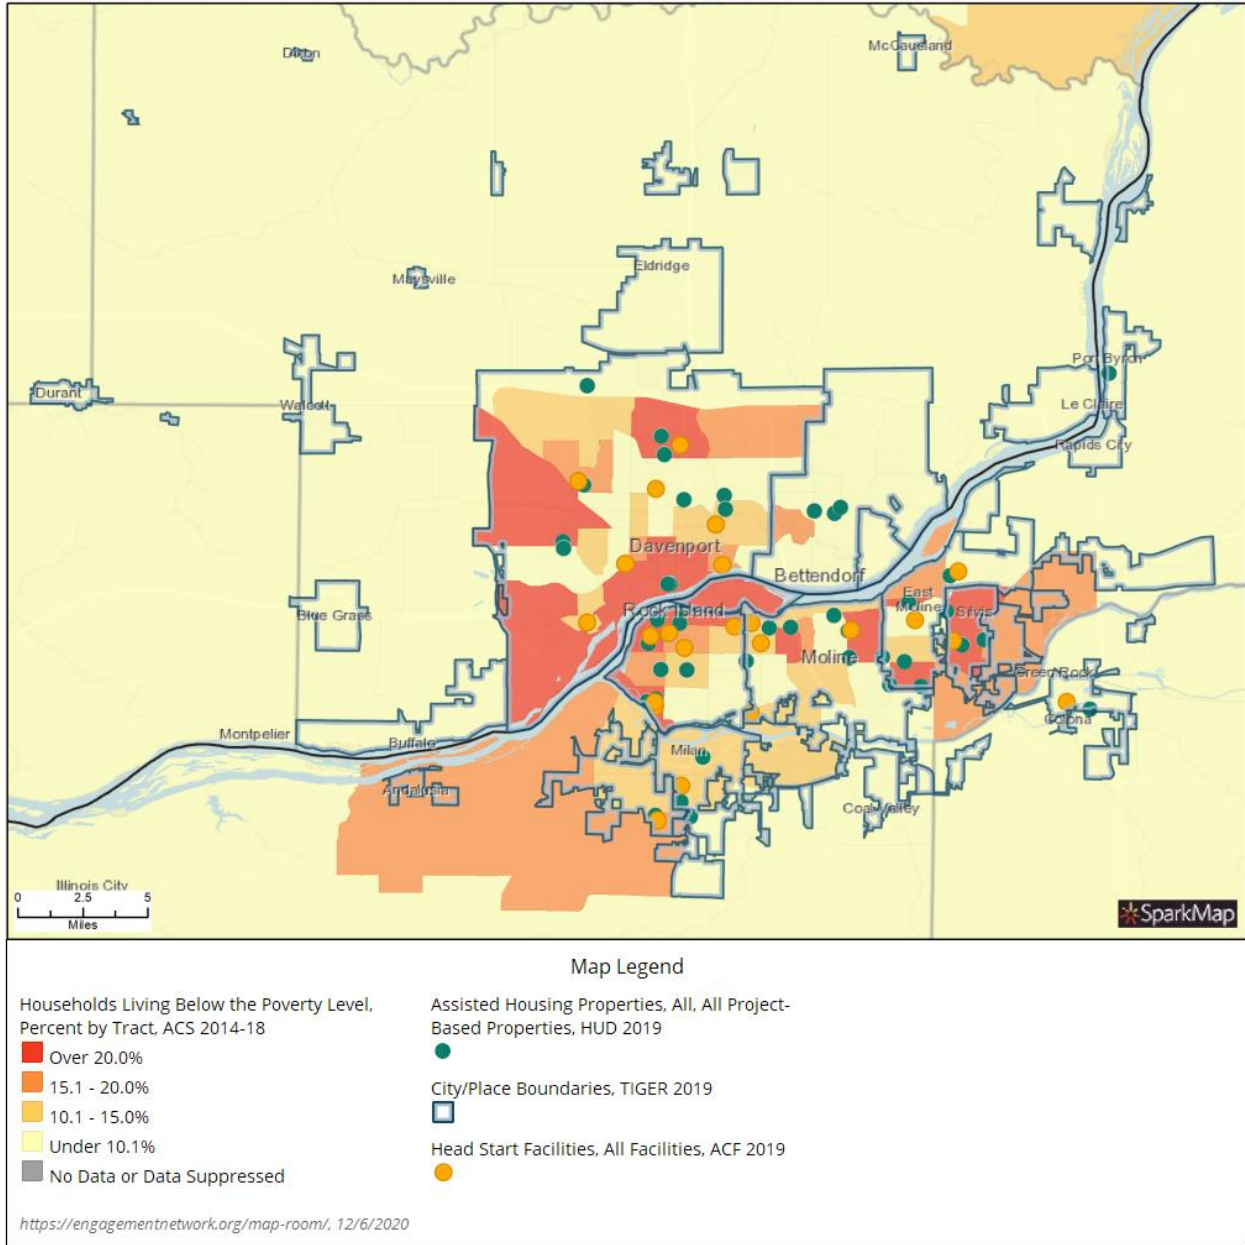 Dixon
McCausland
Eldridge
Maysville
Port Byron
Durant
Walcott
Le Claire
Rapids City
Davenport
Bettendorf
Blue Grass
Rock Island
East
Moline
Silvis
Moline
Green Rock
Colona
Montpelier
Buffalo
Milan
Andalusia
Coal Valley
Illinois City
0 2.5 5
Miles
SparkMap
Map Legend
Households Living Below the Poverty Level,
Percent by Tract, ACS 2014-18
Over 20.0%
15.1 - 20.0%
10.1 - 15.0%
Under 10.1%
No Data or Data Suppressed
Assisted Housing Properties, All, All Project-
Based Properties, HUD 2019
City/Place Boundaries, TIGER 2019
Head Start Facilities, All Facilities, ACF 2019
https://engagementnetwork.org/map-room/, 12/6/2020